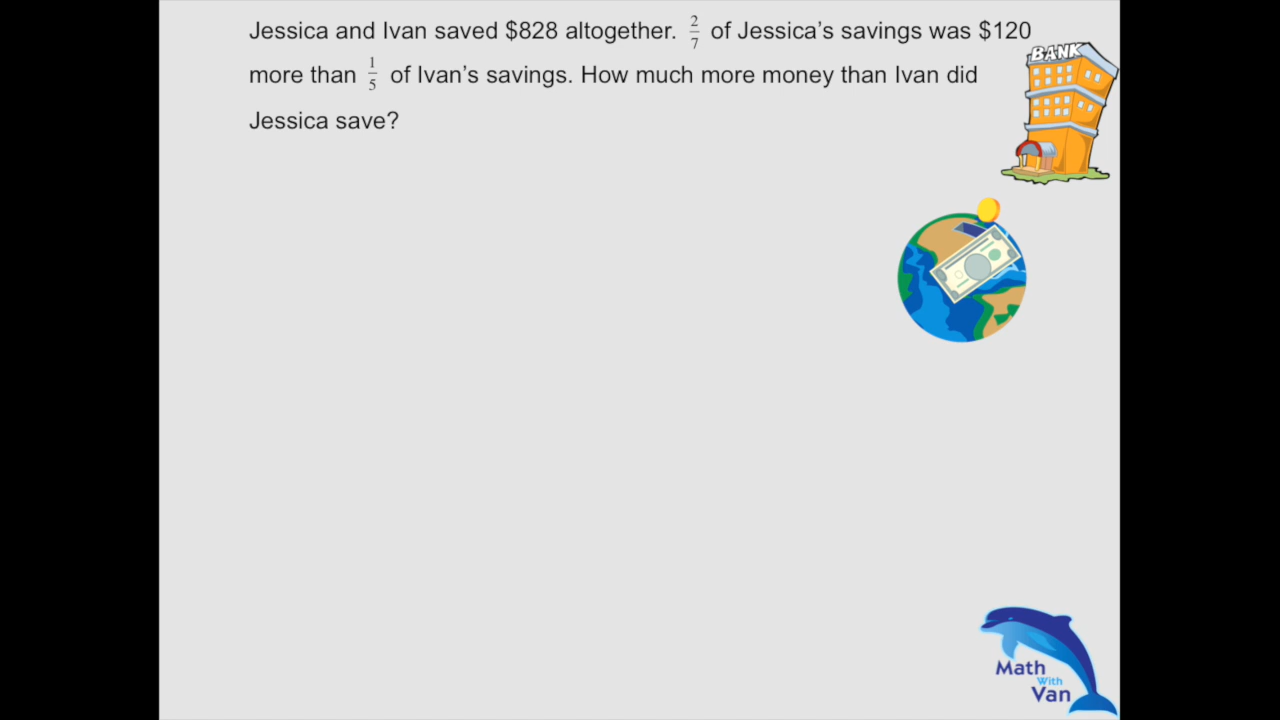 Jessica and Ivan saved $828 altogether. 2/7 of Jessica’s savings was $120
more than 1/5 of Ivan’s savings. How much more money than Ivan did
Jessica save?
BANK
Math
With
Van